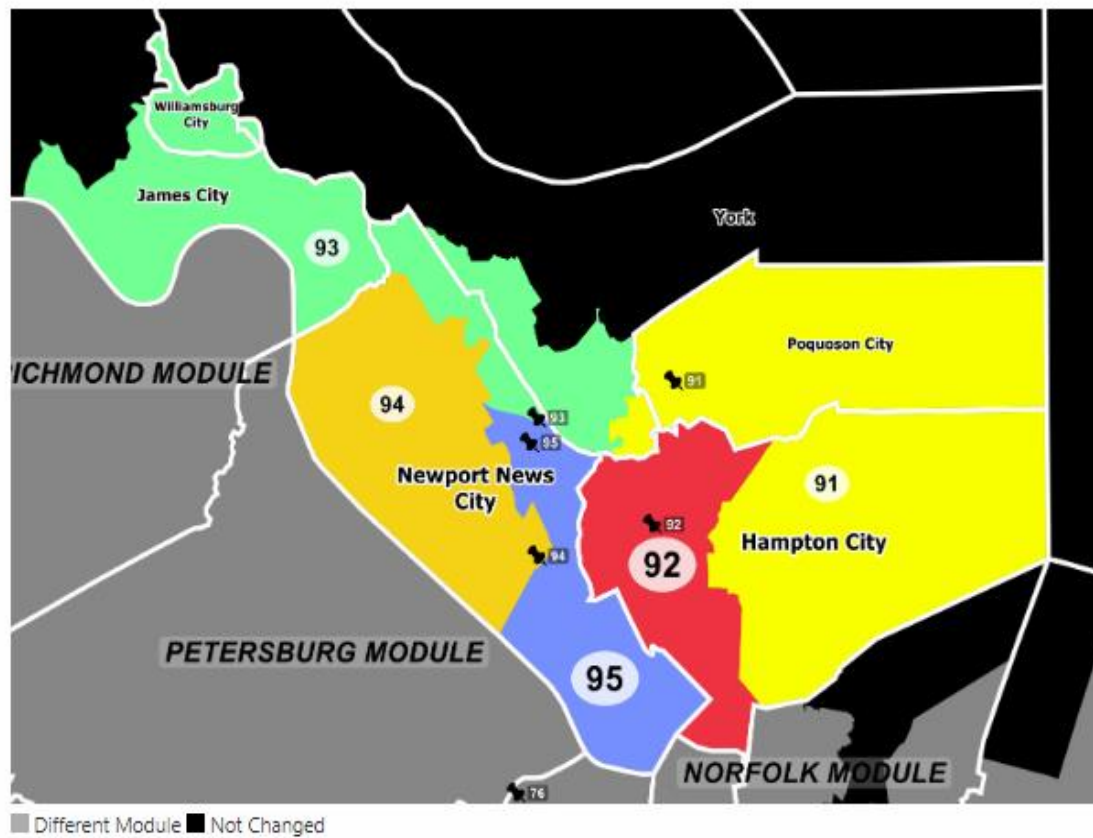 Williamsburg
City
James City
York
93
Poquoson City
RICHMOND MODULE
91
94
93
95
Newport News
City
91
92
Hampton City
94
92
PETERSBURG MODULE
95
NORFOLK MODULE
76
Different Module Not Changed